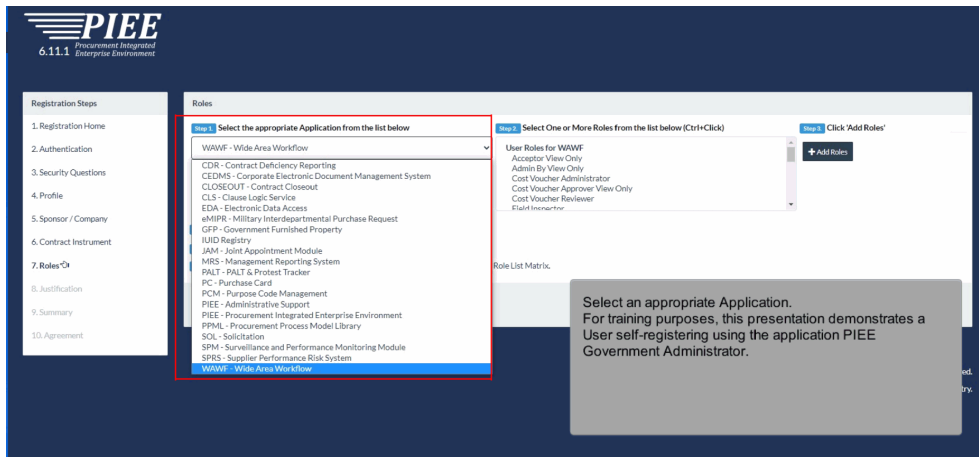 PIEE
6.11.1 Procurement Integrated
Enterprise Environment
Registration Steps
1. Registration Home
2. Authentication
3. Security Questions
4. Profile
5. Sponsor / Company
6. Contract Instrument
7. Roles
8. Justification
9. Summary
10. Agreement
Roles
Step 1. Select the appropriate Application from the list below
WAWF - Wide Area Workflow
CDR - Contract Deficiency Reporting
CEDMS - Corporate Electronic Document Management System
CLOSEOUT - Contract Closeout
CLS - Clause Logic Service
EDA - Electronic Data Access
eMIPR - Military Interdepartmental Purchase Request
GFP - Government Furnished Property
IUID Registry
JAM - Joint Appointment Module
MRS - Management Reporting System
PALT - PALT & Protest Tracker
PC - Purchase Card
PCM - Purpose Code Management
PIEE - Administrative Support
PIEE - Procurement Integrated Enterprise Environment
PPML - Procurement Process Model Library
SOL - Solicitation
SPM - Surveillance and Performance Monitoring Module
SPRS - Supplier Performance Risk System
WAWF - Wide Area Workflow
Step 2. Select One or More Roles from the list below (Ctrl+Click)
User Roles for WAWF
Acceptor View Only
Admin By View Only
Cost Voucher Administrator
Cost Voucher Approver View Only
Cost Voucher Reviewer
Field Inspector
Step 3. Click 'Add Roles'
+ Add Roles
Role List Matrix.
Select an appropriate Application.
For training purposes, this presentation demonstrates a
User self-registering using the application PIEE
Government Administrator.
ed.
try.